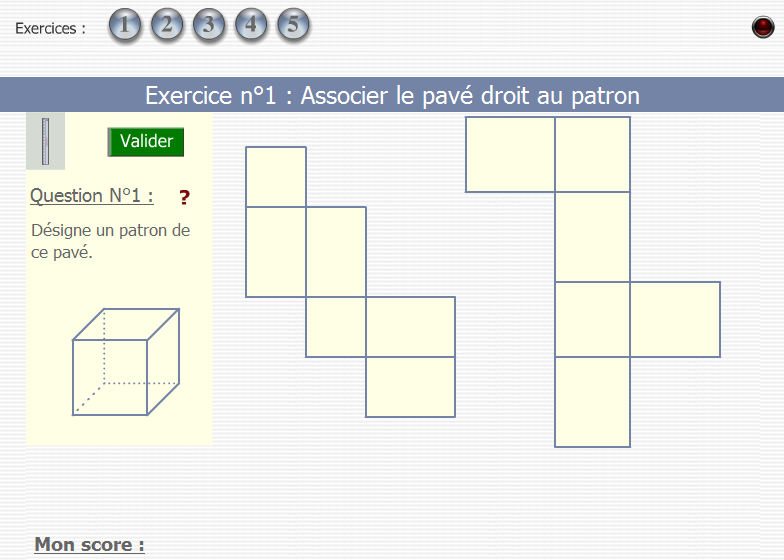 Exercices : 1 2 3 4 5
Exercice n°1 : Associer le pavé droit au patron
Valider
Question N°1 : ?
Désigne un patron de
ce pavé.
Mon score :